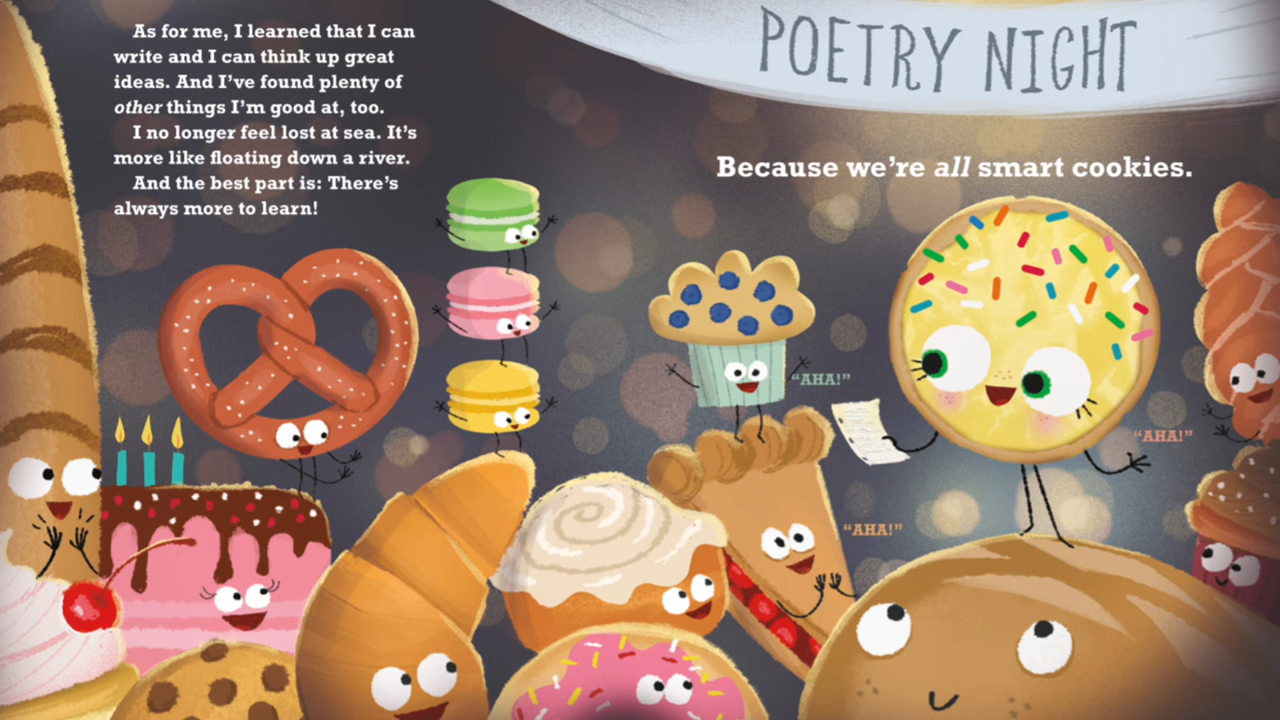 As for me, I learned that I can
write and I can think up great
ideas. And I’ve found plenty of
other things I’m good at, too.
I no longer feel lost at sea. It’s
more like floating down a river.
And the best part is: There’s
always more to learn!
POETRY NIGHT
Because we’re all smart cookies.
“AHA!”
“AHA!”
“AHA!”